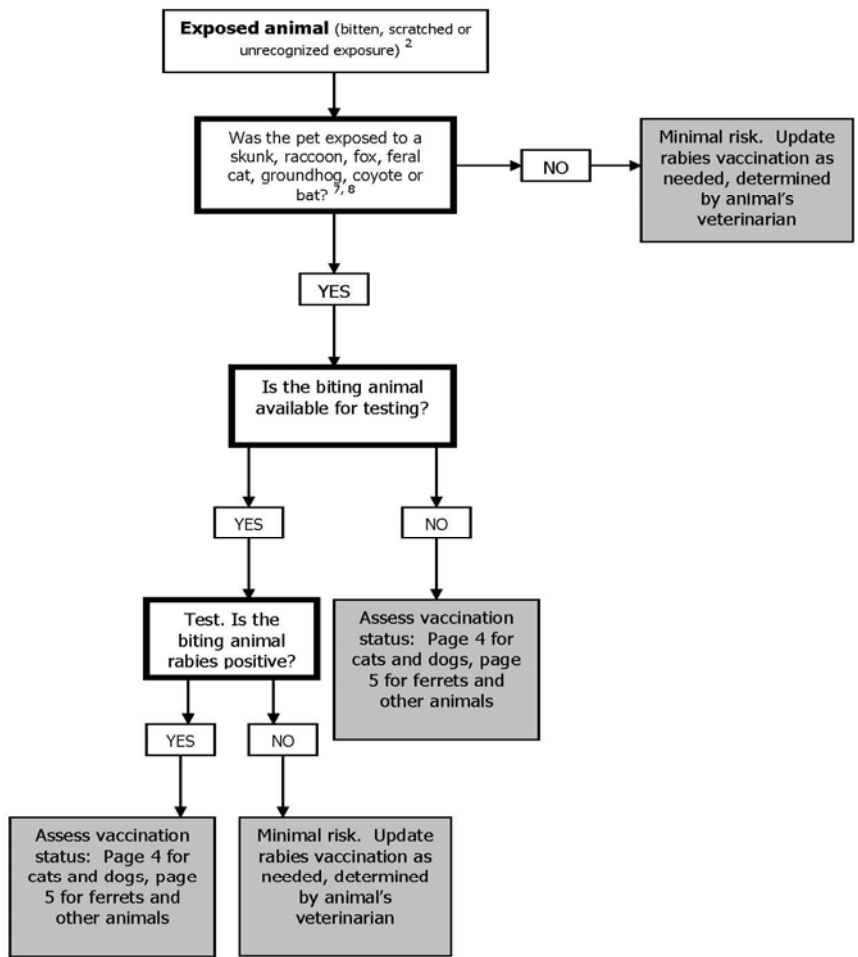 Exposed animal (bitten, scratched or
unrecognized exposure) 2
Was the pet exposed to a
skunk, raccoon, fox, feral
cat, groundhog, coyote or
bat? 7, 8
NO
Minimal risk. Update
rabies vaccination as
needed, determined
by animal's
veterinarian
YES
Is the biting animal
available for testing?
YES
NO
Test. Is the
biting animal
rabies positive?
Assess vaccination
status: Page 4 for
cats and dogs, page
5 for ferrets and
other animals
YES
NO
Assess vaccination
status: Page 4 for
cats and dogs, page
5 for ferrets and
other animals
Minimal risk. Update
rabies vaccination as
needed, determined
by animal's
veterinarian